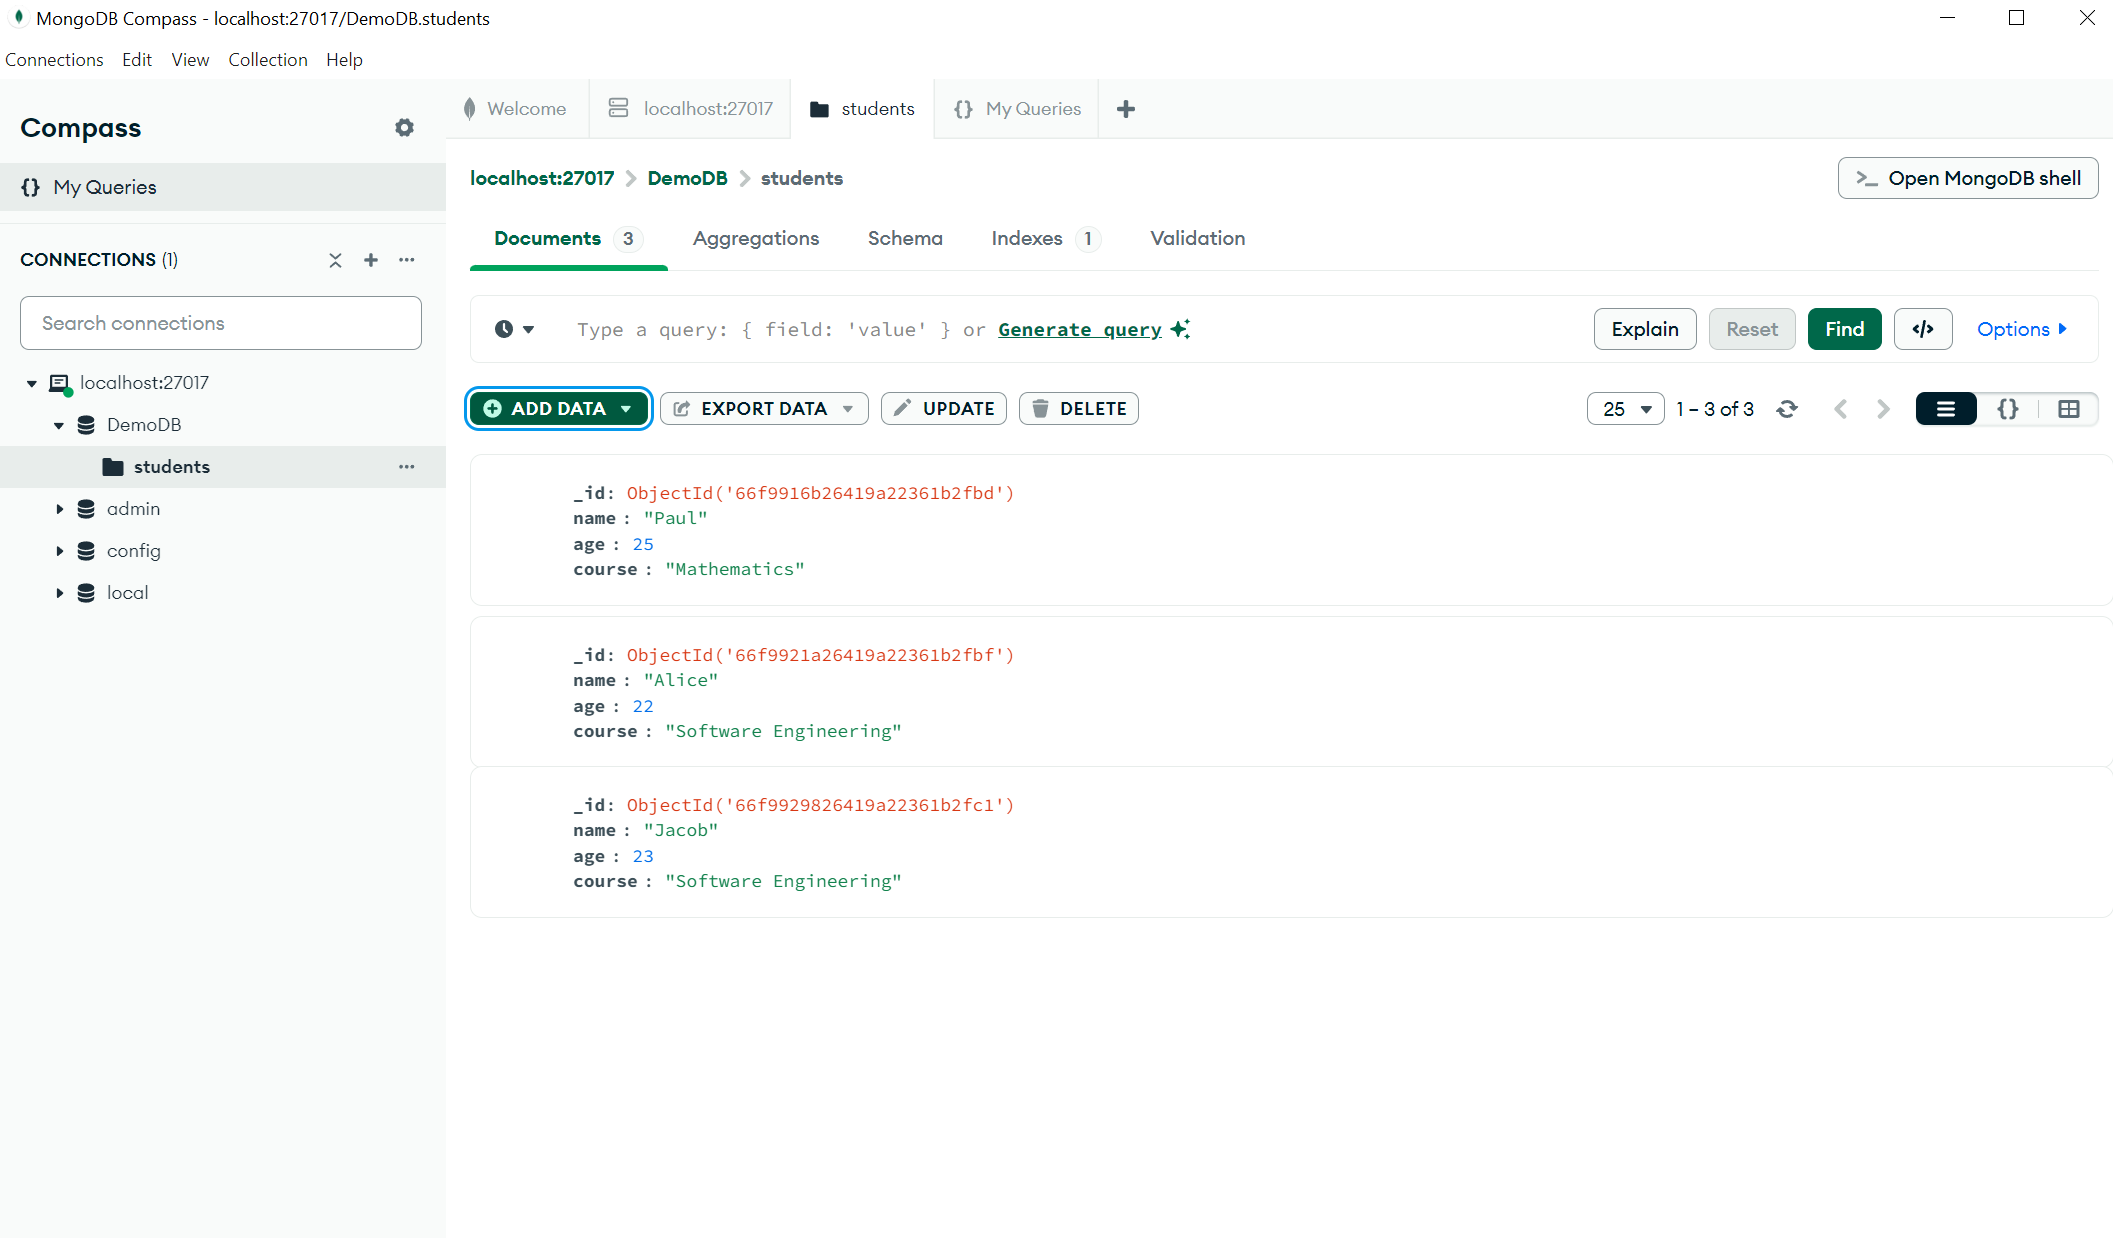 MongoDB Compass - localhost:27017/DemoDB.students
Connections Edit View Collection Help
Compass
My Queries
CONNECTIONS (1)
Search connections
localhost:27017
DemoDB
students
admin
config
local
Welcome localhost:27017 students My Queries
localhost:27017 > DemoDB > students
>_ Open MongoDB shell
Documents 3 Aggregations Schema Indexes 1 Validation
Type a query: { field: 'value' } or Generate query
Explain Reset Find </> Options
ADD DATA EXPORT DATA UPDATE DELETE
25 1 – 3 of 3 {}
_id: ObjectId('66f9916b26419a22361b2fbd')
name : "Paul"
age : 25
course : "Mathematics"
_id: ObjectId('66f9921a26419a22361b2fbf')
name : "Alice"
age : 22
course : "Software Engineering"
_id: ObjectId('66f9929826419a22361b2fc1')
name : "Jacob"
age : 23
course : "Software Engineering"